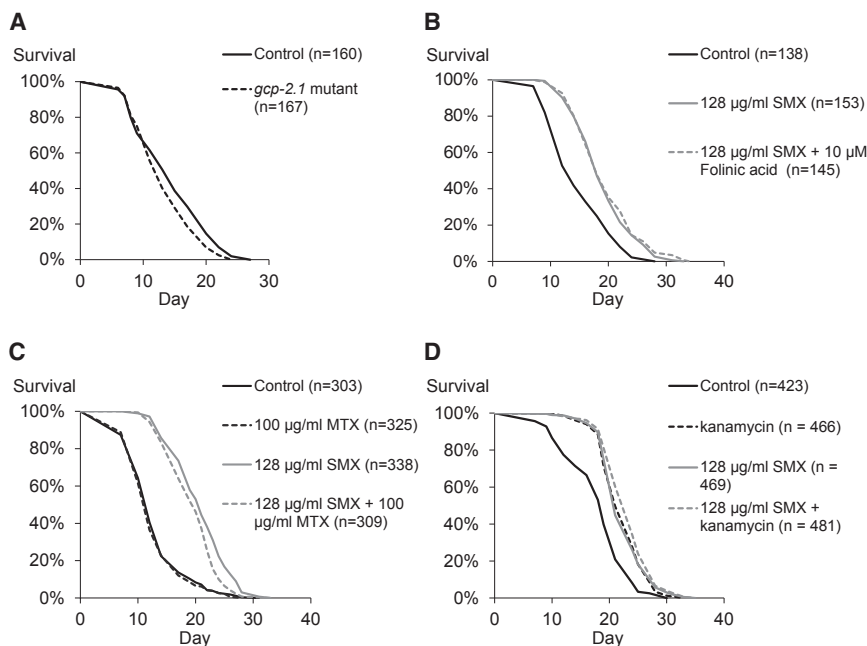 A
Survival
Control (n=160)
gcp-2.1 mutant
(n=167)
100%
80%
60%
40%
20%
0%
0 10 20 30
Day
B
Survival
Control (n=138)
128 µg/ml SMX (n=153)
128 µg/ml SMX + 10 µM
Folinic acid (n=145)
100%
80%
60%
40%
20%
0%
0 10 20 30 40
Day
C
Survival
Control (n=303)
100 µg/ml MTX (n=325)
128 µg/ml SMX (n=338)
128 µg/ml SMX + 100
µg/ml MTX (n=309)
100%
80%
60%
40%
20%
0%
0 10 20 30 40
Day
D
Survival
Control (n=423)
kanamycin (n = 466)
128 µg/ml SMX (n =
469)
128 µg/ml SMX +
kanamycin (n = 481)
100%
80%
60%
40%
20%
0%
0 10 20 30 40
Day